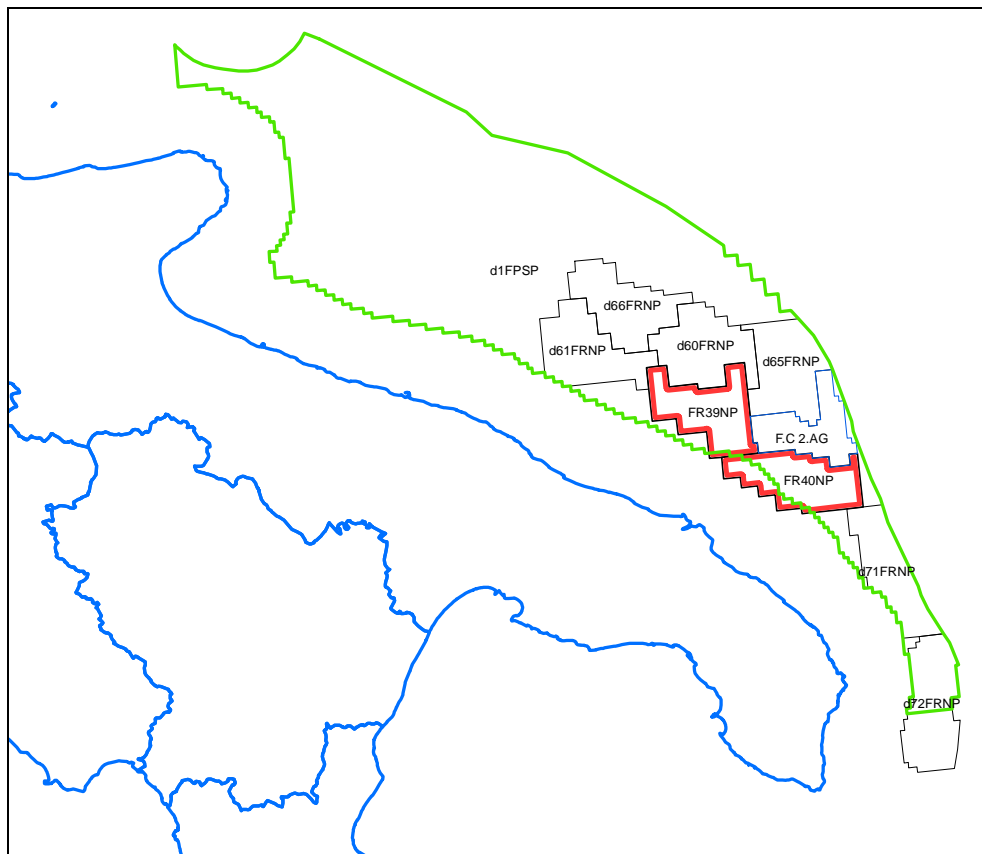 d1FPSP
d66FRNP
d61FRNP
d60FRNP
d65FRNP
FR39NP
F.C 2.AG
FR40NP
d71FRNP
d72FRNP